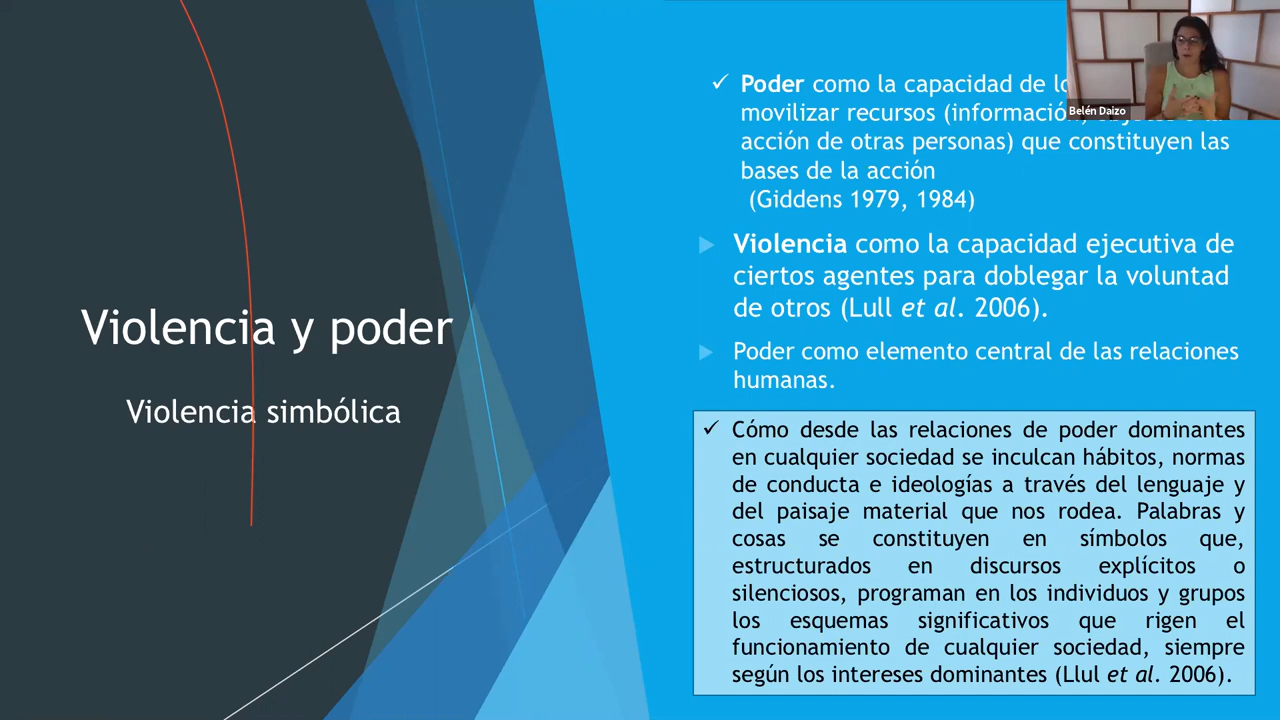 Violencia y poder
Violencia simbólica
✓ Poder como la capacidad de
movilizar recursos (información,
acción de otras personas) que constituyen las
bases de la acción
(Giddens 1979, 1984)
Violencia como la capacidad ejecutiva de
ciertos agentes para doblegar la voluntad
de otros (Lull et al. 2006).
Poder como elemento central de las relaciones
humanas.
✓ Cómo desde las relaciones de poder dominantes
en cualquier sociedad se inculcan hábitos, normas
de conducta e ideologías a través del lenguaje y
del paisaje material que nos rodea. Palabras y
cosas se constituyen en símbolos que,
estructurados en discursos explícitos o
silenciosos, programan en los individuos y grupos
los esquemas significativos que rigen el
funcionamiento de cualquier sociedad, siempre
según los intereses dominantes (Llul et al. 2006).
Belén Daizo